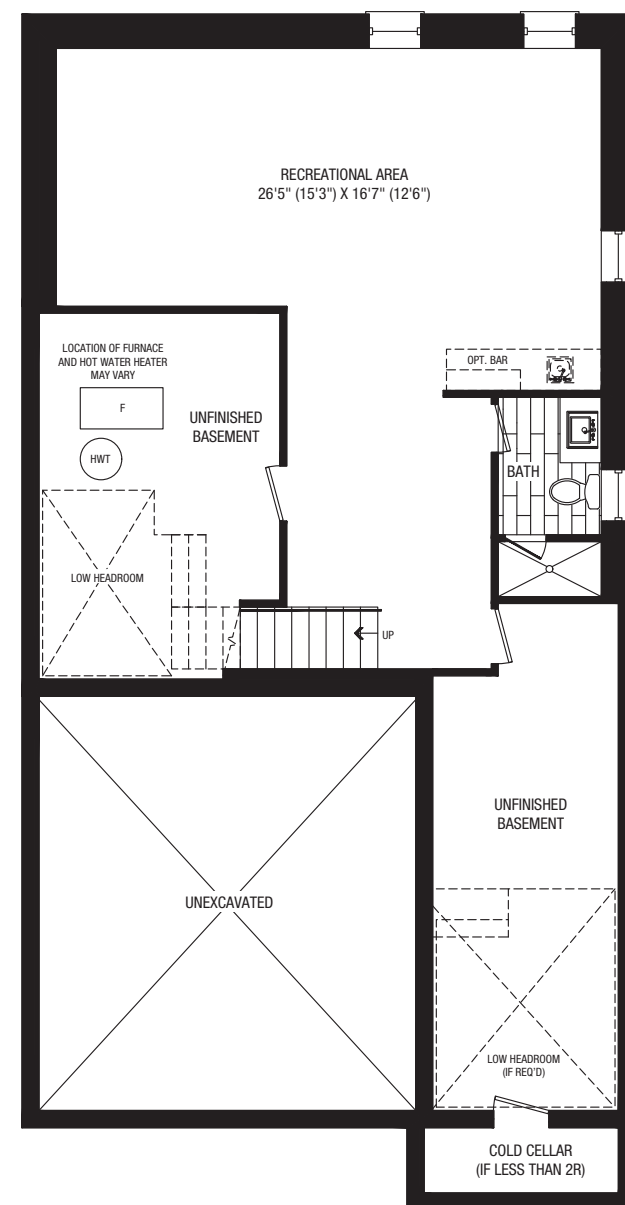 RECREATIONAL AREA
26'5" (15'3") X 16'7" (12'6")
LOCATION OF FURNACE
AND HOT WATER HEATER
MAY VARY
F
HWT
UNFINISHED
BASEMENT
OPT. BAR
BATH
LOW HEADROOM
UP
UNEXCAVATED
UNFINISHED
BASEMENT
LOW HEADROOM
(IF REQ'D)
COLD CELLAR
(IF LESS THAN 2R)